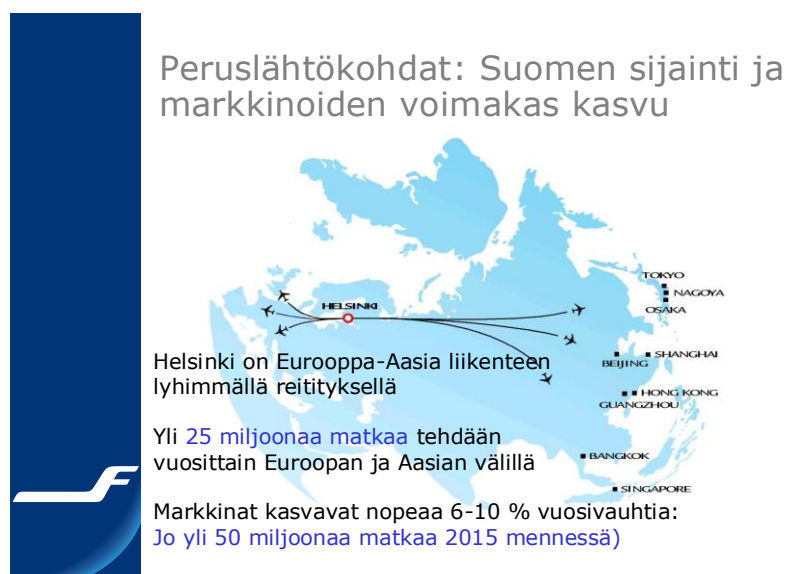 Peruslähtökohdat: Suomen sijainti ja
markkinoiden voimakas kasvu
HELSINKI
TOKYO
NAGOYA
OSAKA
SHANGHAI
BEIJING
HONG KONG
GUANGZHOU
BANGKOK
SINGAPORE
Helsinki on Eurooppa-Aasia liikenteen
lyhimmällä reitityksellä
Yli 25 miljoonaa matkaa tehdään
vuosittain Euroopan ja Aasian välillä
Markkinat kasvavat nopeaa 6-10 % vuosivauhtia:
Jo yli 50 miljoonaa matkaa 2015 mennessä)